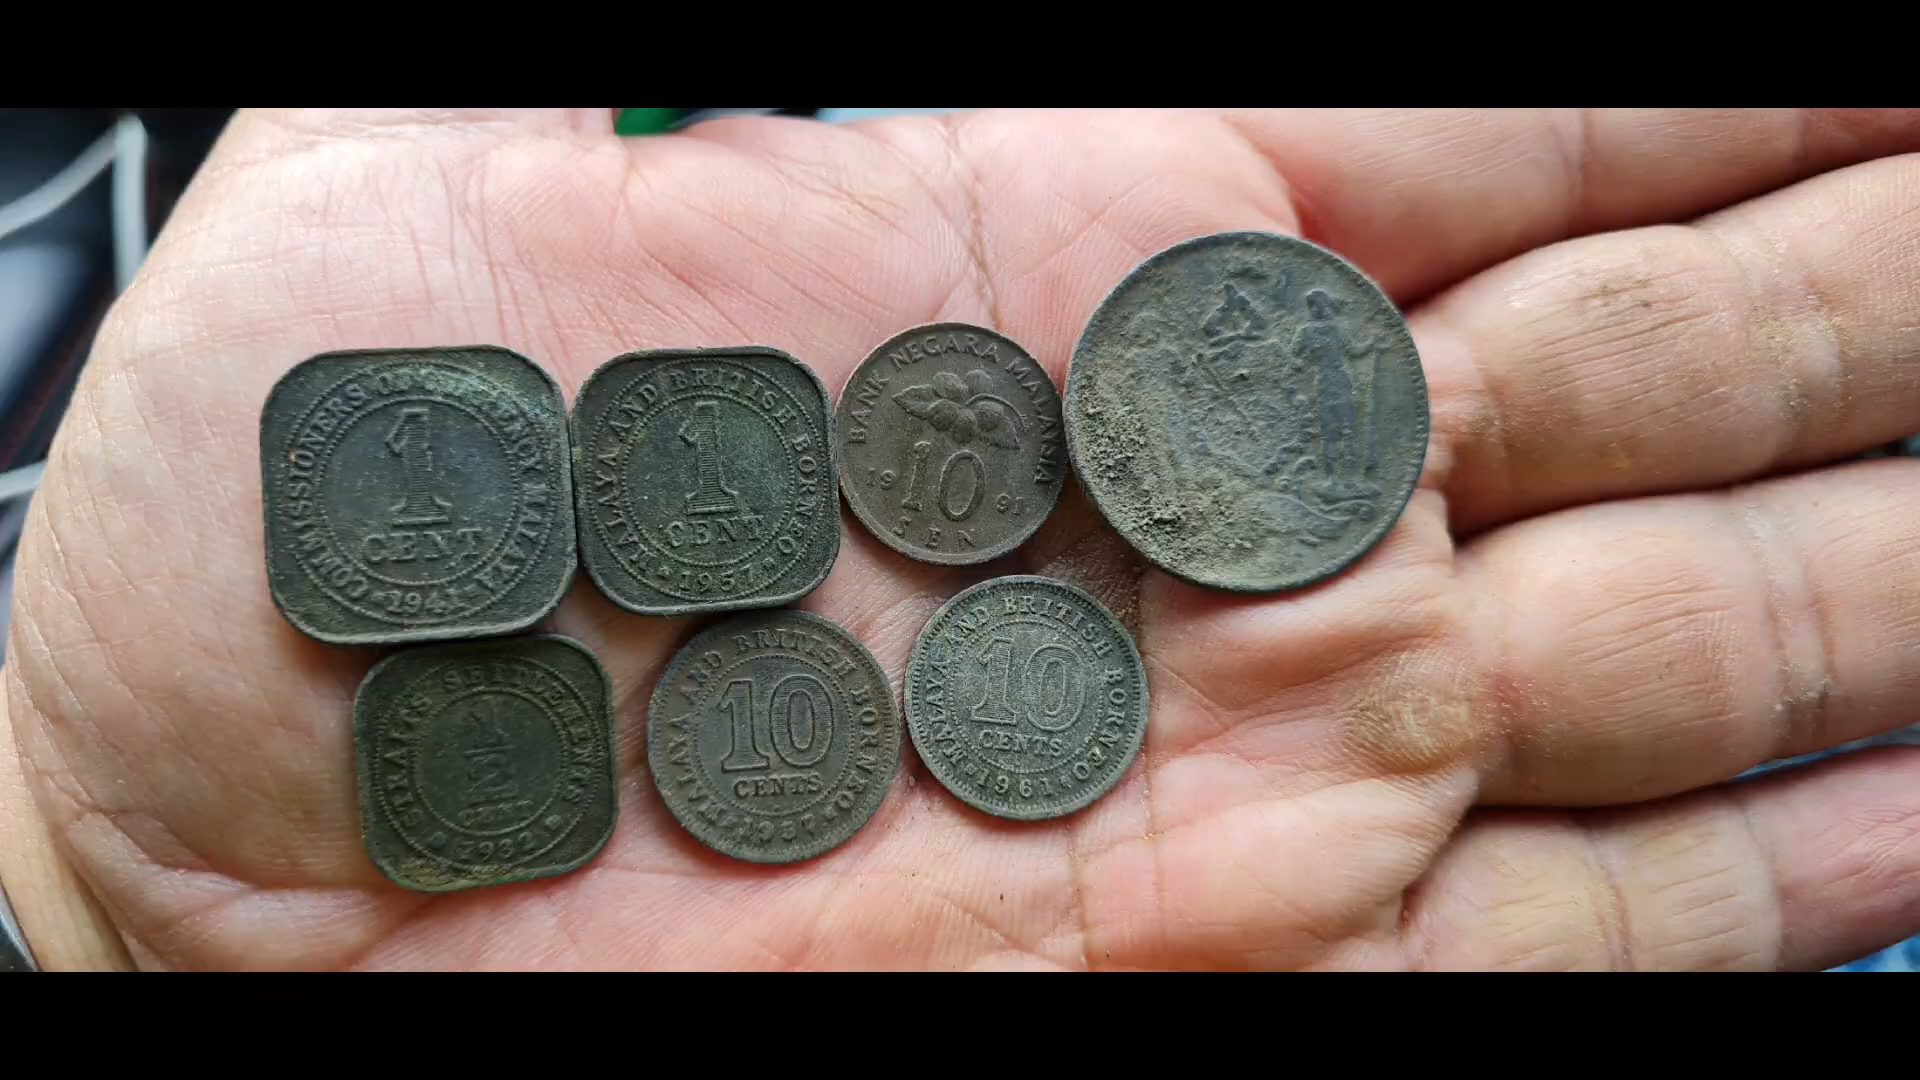 COMMISSIONERS OF CURRENCY MALAYA
1
CENT
1941
MALAYA AND BRITISH BORNEO
1
CENT
1957
BANK NEGARA MALAYSIA
10
19 91
SEN
STRAITS SETTLEMENTS
1/2
CENT
1932
MALAYA AND BRITISH BORNEO
10
CENTS
1957
MALAYA AND BRITISH BORNEO
10
CENTS
1961